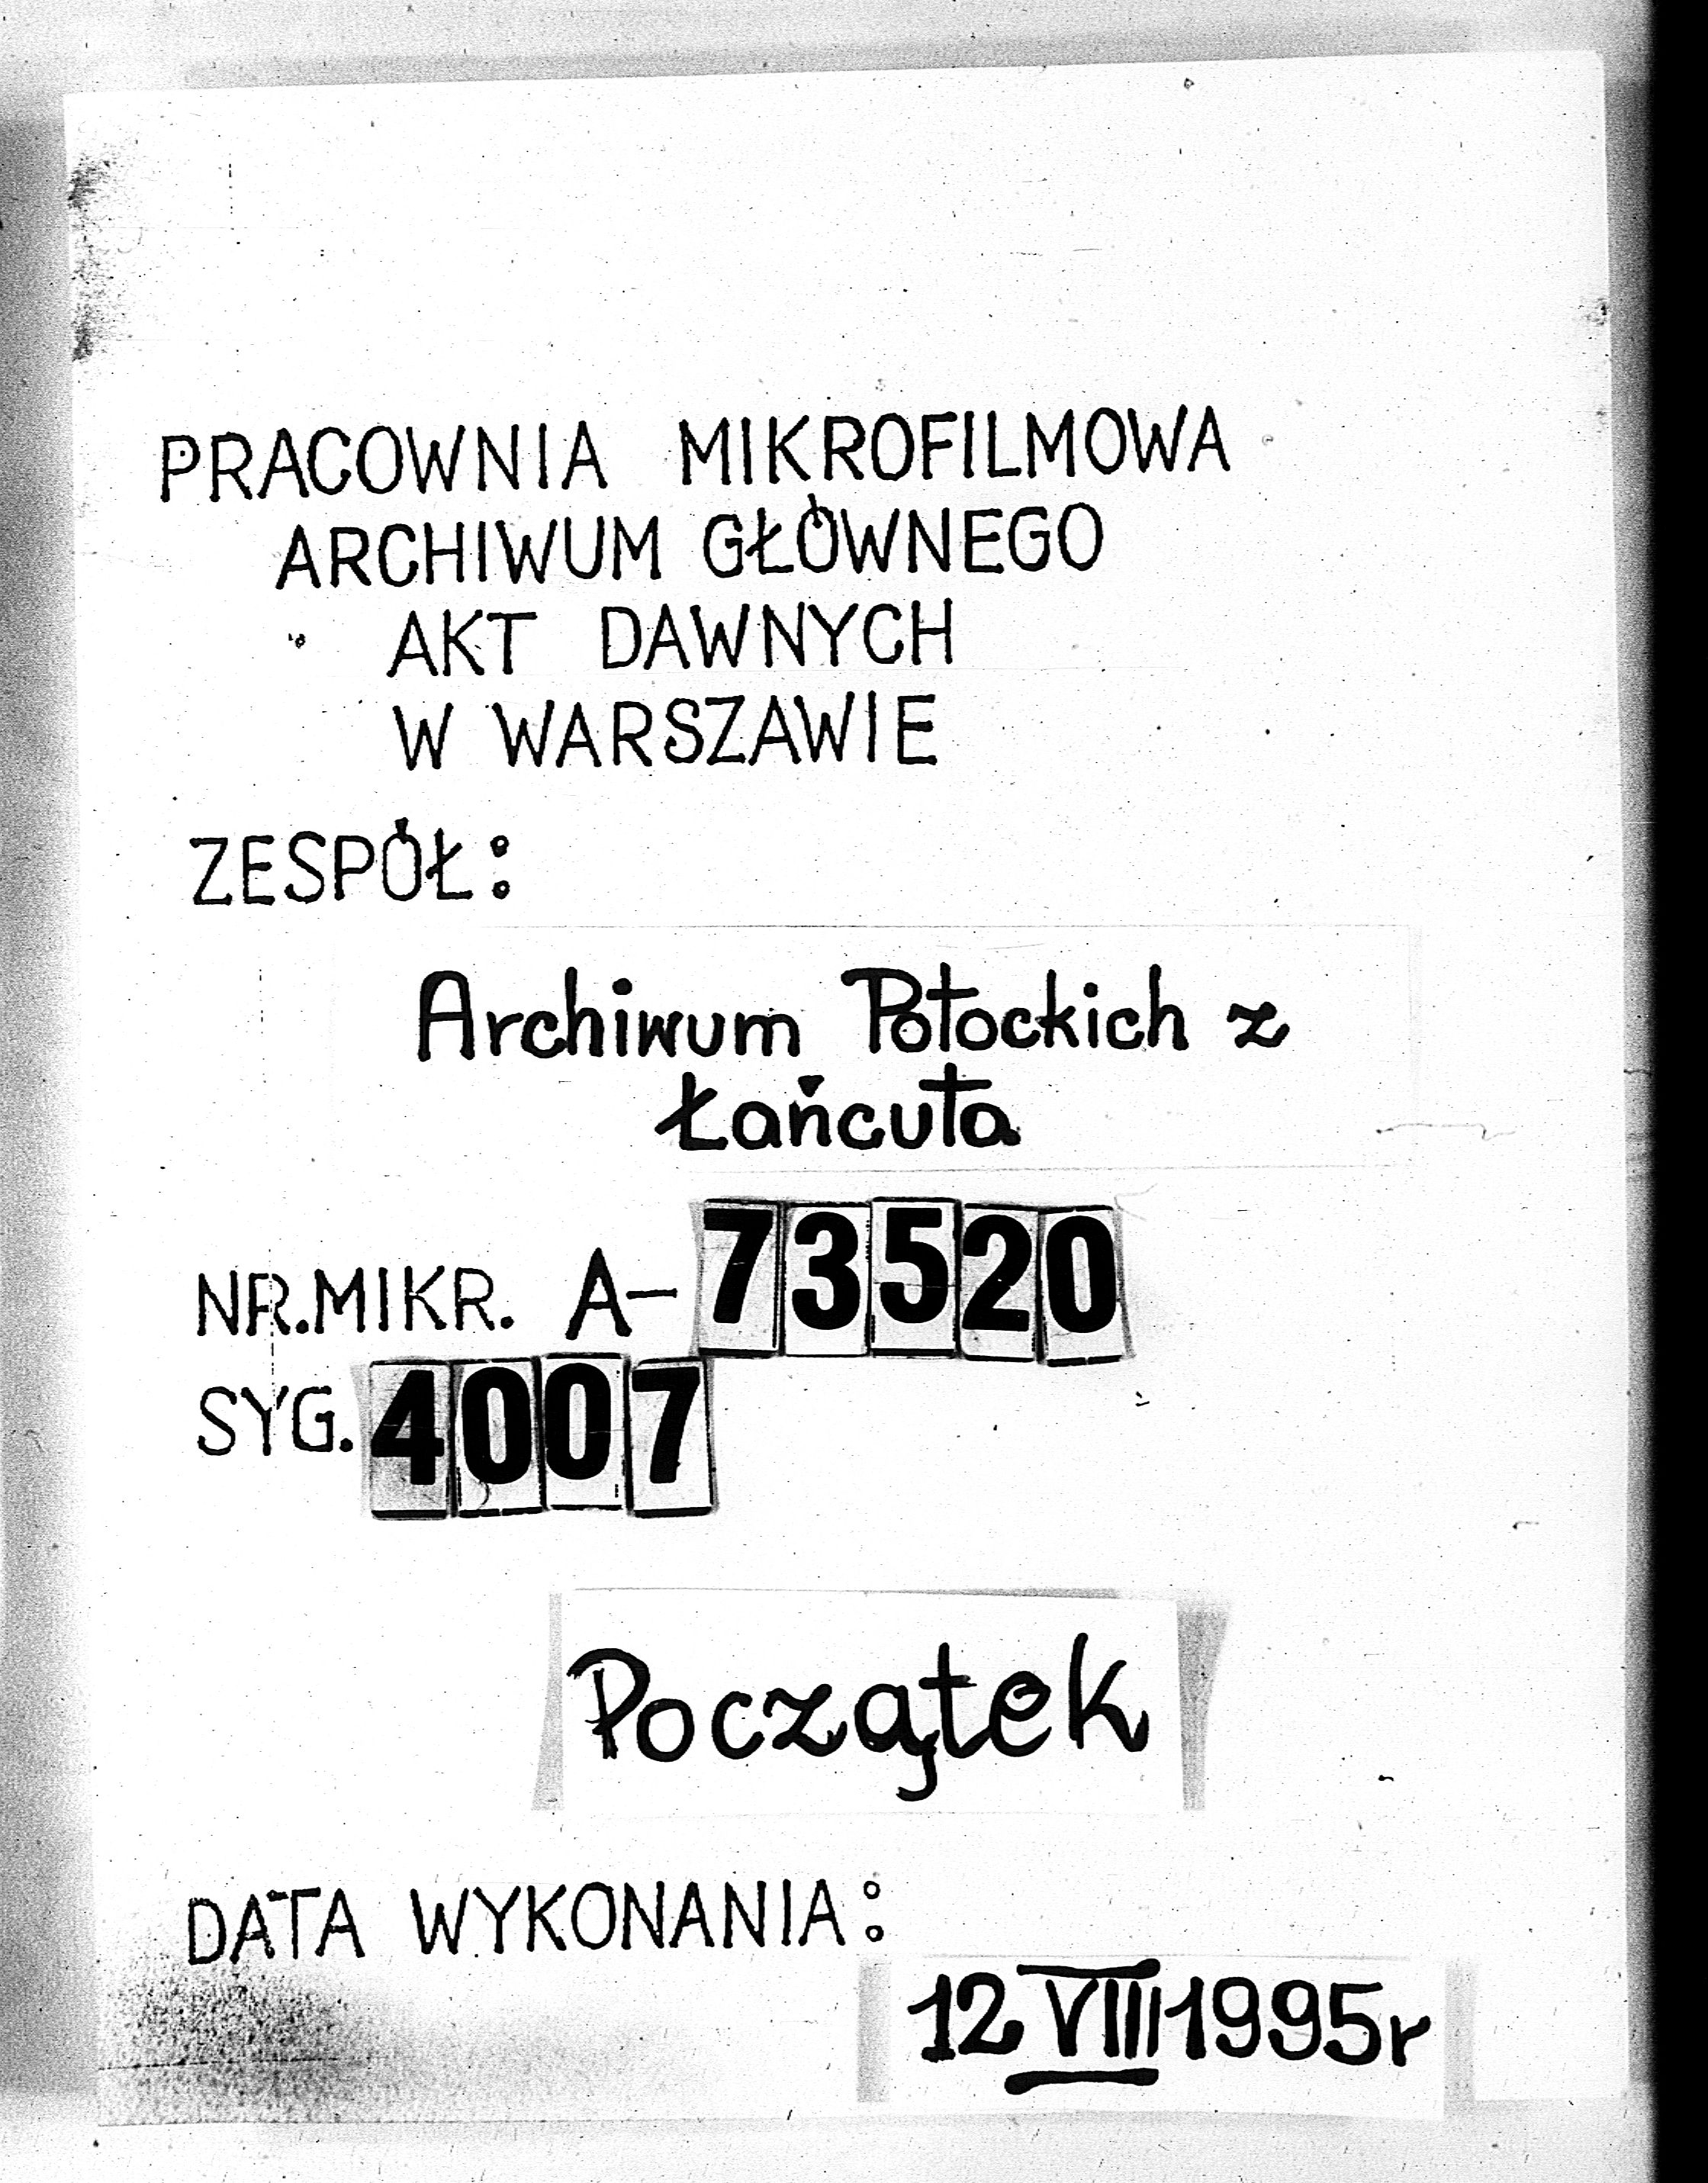 PRACOWNIA MIKROFILMOWA
ARCHIWUM GŁÓWNEGO
AKT DAWNYCH
W WARSZAWIE
ZESPÓŁ:
Archiwum Potockich z
Łańcuta
NR.MIKR. A-73520
SYG. 4007
Początek
DATA WYKONANIA:
12 VIII 1995r